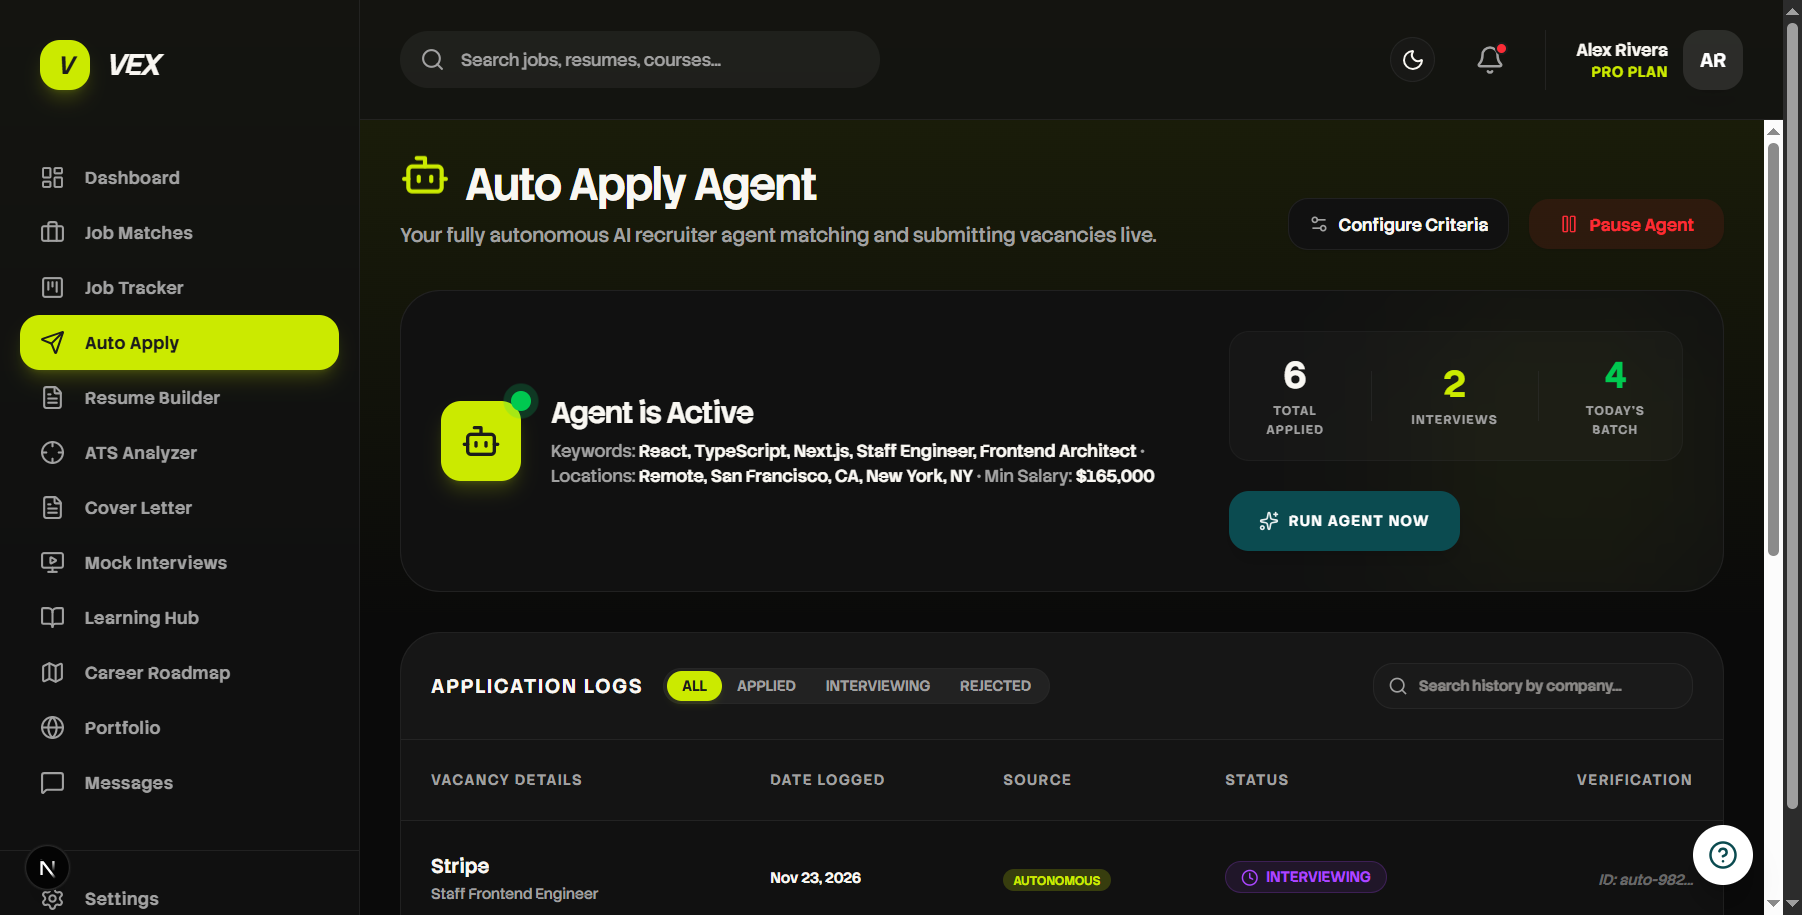 V VEX
Search jobs, resumes, courses...
Alex Rivera
PRO PLAN
AR
Dashboard
Job Matches
Job Tracker
Auto Apply
Resume Builder
ATS Analyzer
Cover Letter
Mock Interviews
Learning Hub
Career Roadmap
Portfolio
Messages
N
Settings
Auto Apply Agent
Your fully autonomous AI recruiter agent matching and submitting vacancies live.
Configure Criteria
Pause Agent
Agent is Active
Keywords: React, TypeScript, Next.js, Staff Engineer, Frontend Architect ·
Locations: Remote, San Francisco, CA, New York, NY · Min Salary: $165,000
6
TOTAL
APPLIED
2
INTERVIEWS
4
TODAY'S
BATCH
RUN AGENT NOW
APPLICATION LOGS
ALL APPLIED INTERVIEWING REJECTED
Search history by company...
VACANCY DETAILS DATE LOGGED SOURCE STATUS VERIFICATION
Stripe
Staff Frontend Engineer
Nov 23, 2026
AUTONOMOUS
INTERVIEWING
ID: auto-982...
?